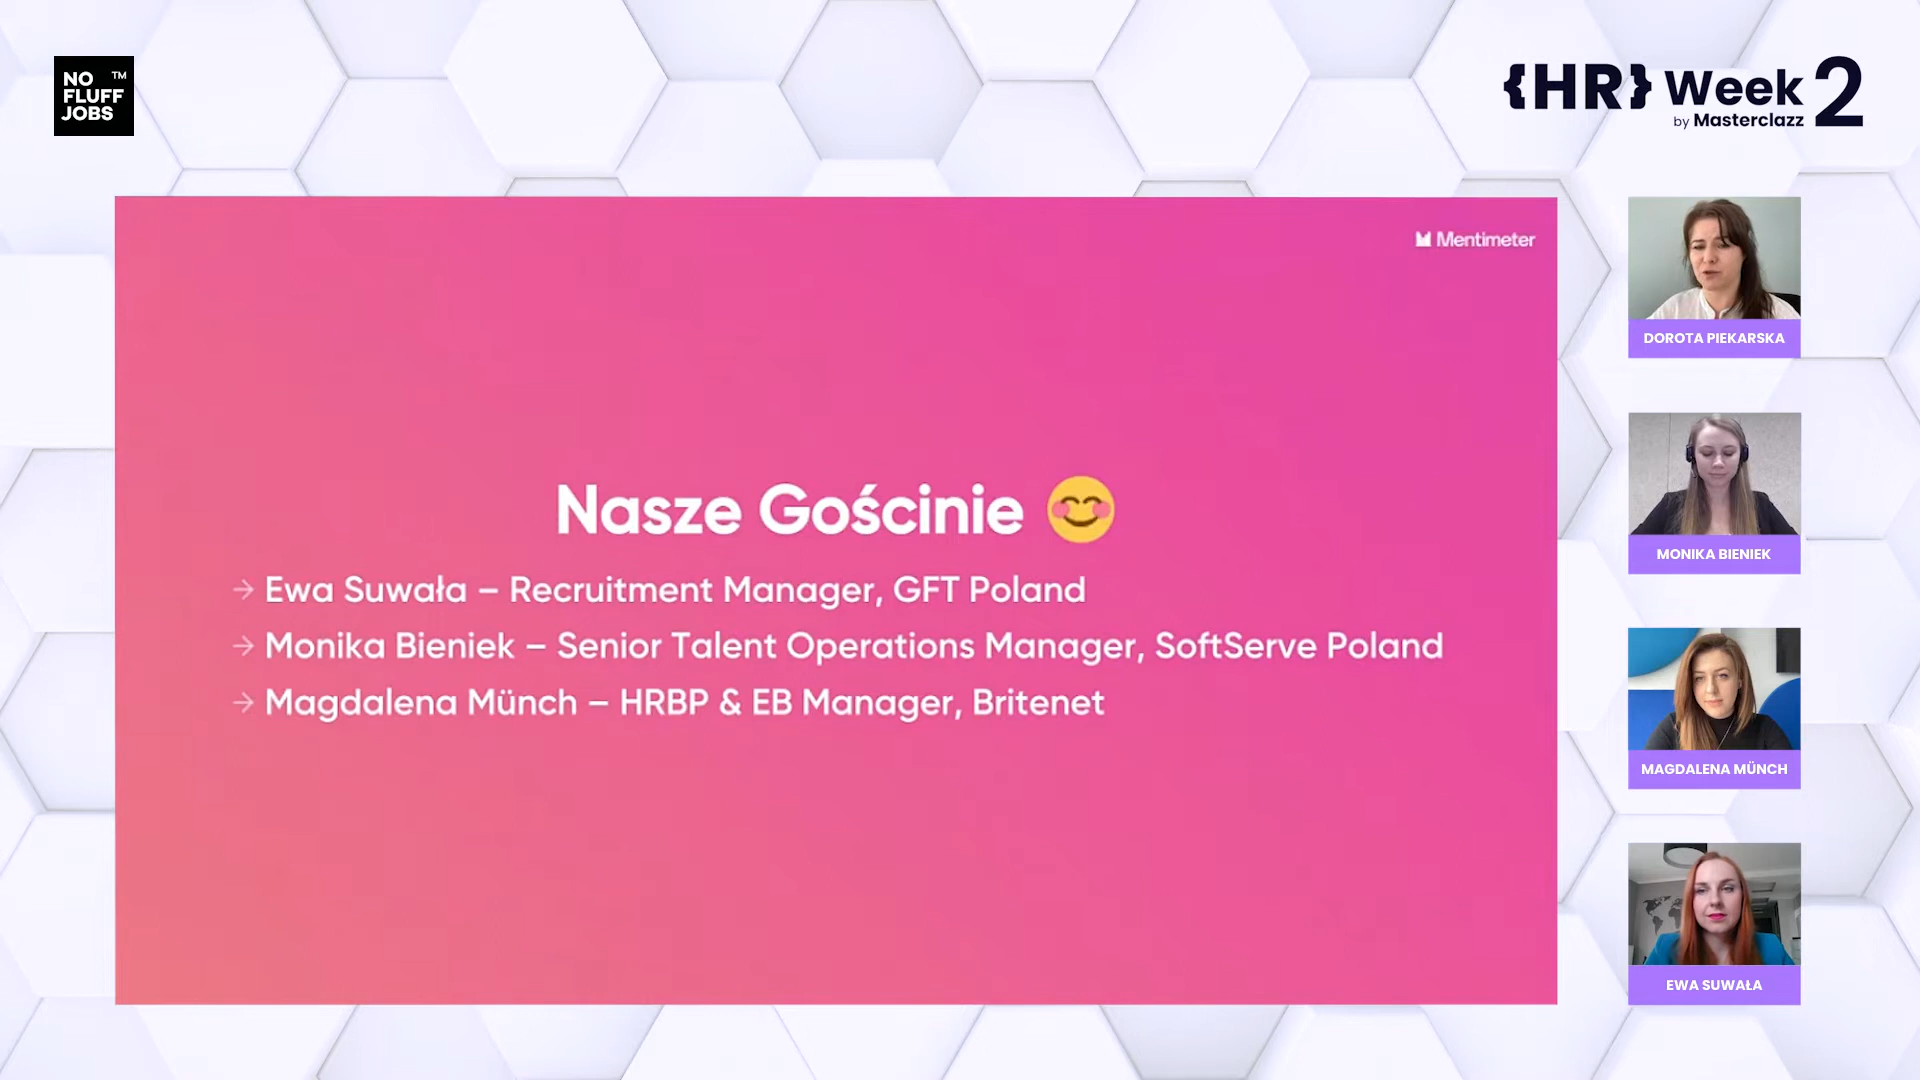 NO TM
FLUFF
JOBS
{HR} Week 2
by Masterclazz
Mentimeter
Nasze Gościnie 😊
→ Ewa Suwała – Recruitment Manager, GFT Poland
→ Monika Bieniek – Senior Talent Operations Manager, SoftServe Poland
→ Magdalena Münch – HRBP & EB Manager, Britenet
DOROTA PIEKARSKA
MONIKA BIENIEK
MAGDALENA MÜNCH
EWA SUWAŁA